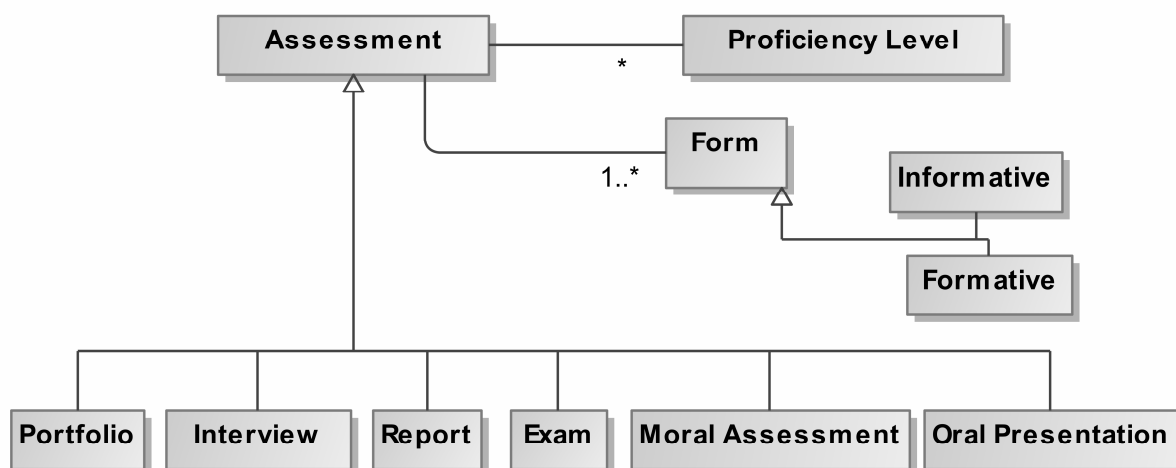 Assessment
Proficiency Level
*
Form
1..*
Informative
Formative
Portfolio
Interview
Report
Exam
Moral Assessment
Oral Presentation